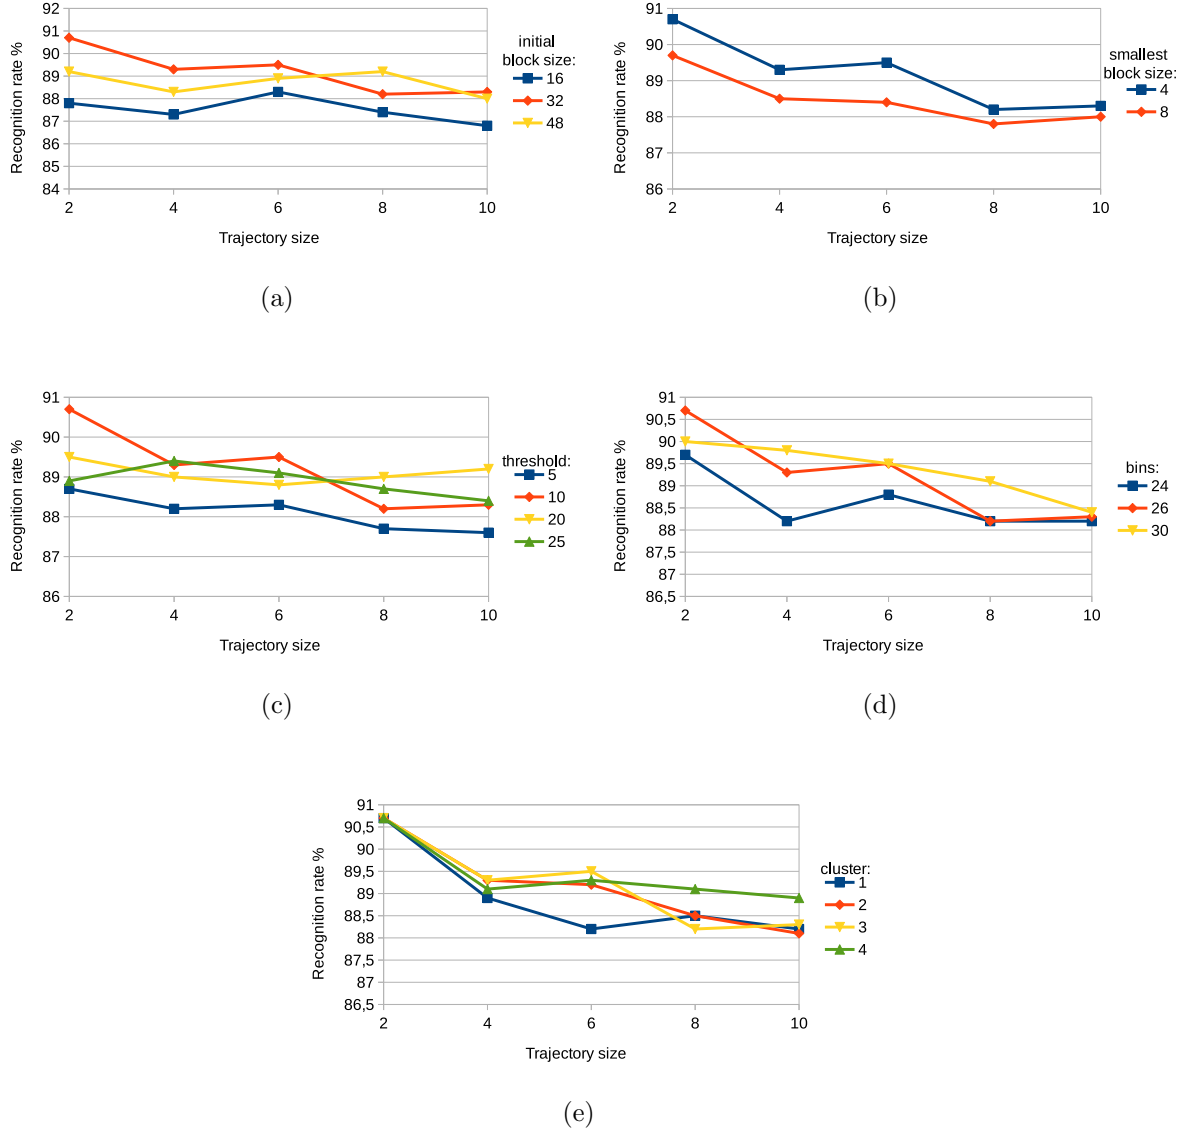 92
91
90
89
88
87
86
85
84
2 4 6 8 10
Recognition rate %
Trajectory size
initial
block size:
16
32
48
(a)
91
90
89
88
87
86
2 4 6 8 10
Recognition rate %
Trajectory size
smallest
block size:
4
8
(b)
91
90
89
88
87
86
2 4 6 8 10
Recognition rate %
Trajectory size
threshold:
5
10
20
25
(c)
91
90,5
90
89,5
89
88,5
88
87,5
87
86,5
2 4 6 8 10
Recognition rate %
Trajectory size
bins:
24
26
30
(d)
91
90,5
90
89,5
89
88,5
88
87,5
87
86,5
2 4 6 8 10
Recognition rate %
Trajectory size
cluster:
1
2
3
4
(e)